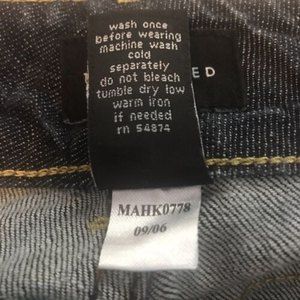 wash once
before wearing
machine wash
cold
separately
do not bleach
tumble dry low
warm iron
if needed
rn 54874
MAHK0778
09/06